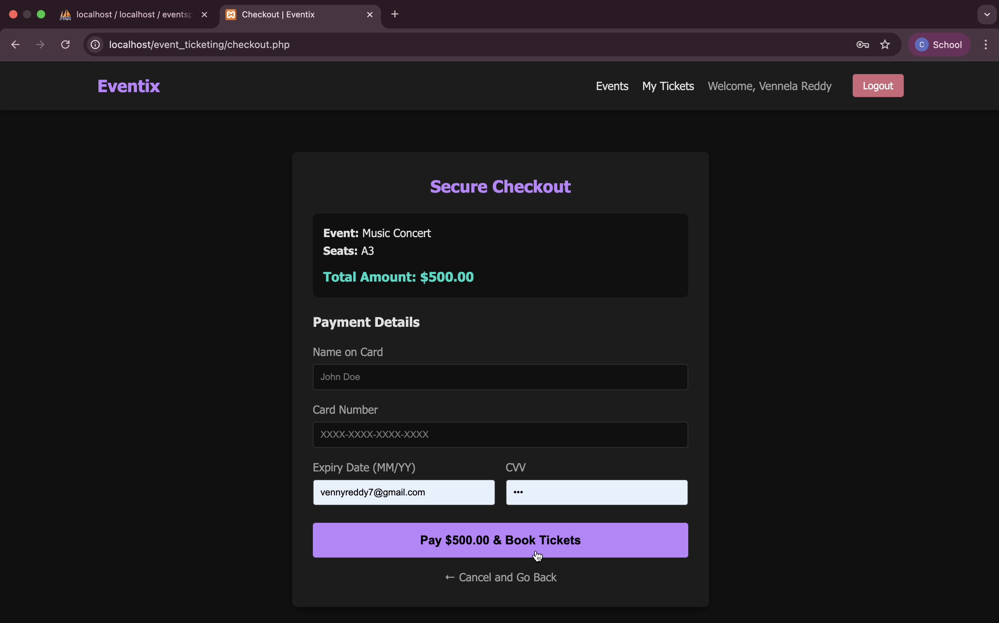 localhost / localhost / eventsp
Checkout | Eventix
localhost/event_ticketing/checkout.php
C School
Eventix
Events My Tickets Welcome, Vennela Reddy Logout
Secure Checkout
Event: Music Concert
Seats: A3
Total Amount: $500.00
Payment Details
Name on Card
John Doe
Card Number
XXXX-XXXX-XXXX-XXXX
Expiry Date (MM/YY) CVV
vennyreddy7@gmail.com •••
Pay $500.00 & Book Tickets
← Cancel and Go Back